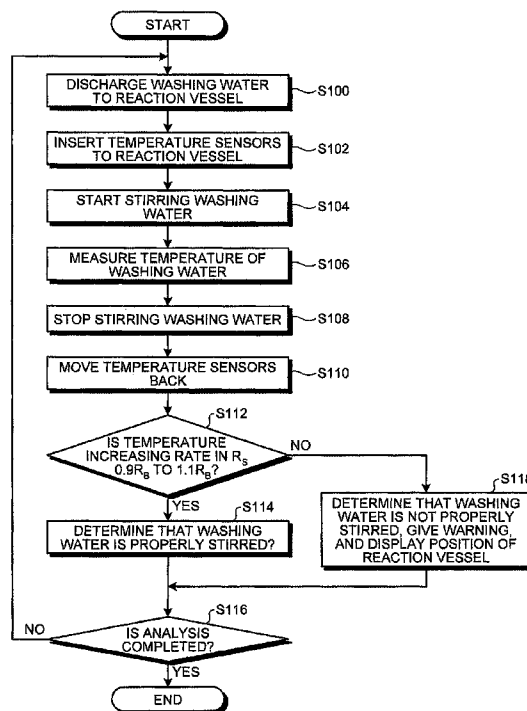 START
DISCHARGE WASHING WATER
TO REACTION VESSEL
S100
INSERT TEMPERATURE SENSORS
TO REACTION VESSEL
S102
START STIRRING WASHING
WATER
S104
MEASURE TEMPERATURE OF
WASHING WATER
S106
STOP STIRRING WASHING WATER
S108
MOVE TEMPERATURE SENSORS
BACK
S110
S112
IS TEMPERATURE
INCREASING RATE IN RS
0.9RB TO 1.1RB?
NO
YES
S114
DETERMINE THAT WASHING
WATER IS PROPERLY STIRRED?
S118
DETERMINE THAT WASHING
WATER IS NOT PROPERLY
STIRRED, GIVE WARNING,
AND DISPLAY POSITION OF
REACTION VESSEL
S116
NO
IS ANALYSIS
COMPLETED?
YES
END